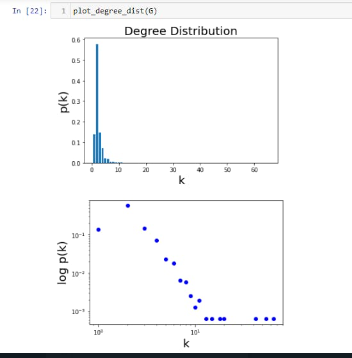 In [22]: 1 plot_degree_dist(G)
Degree Distribution
0.6
0.5
0.4
0.3
0.2
0.1
0.0
p(k)
0 10 20 30 40 50 60
k
10⁻¹
10⁻²
10⁻³
log p(k)
10⁰ 10¹
k